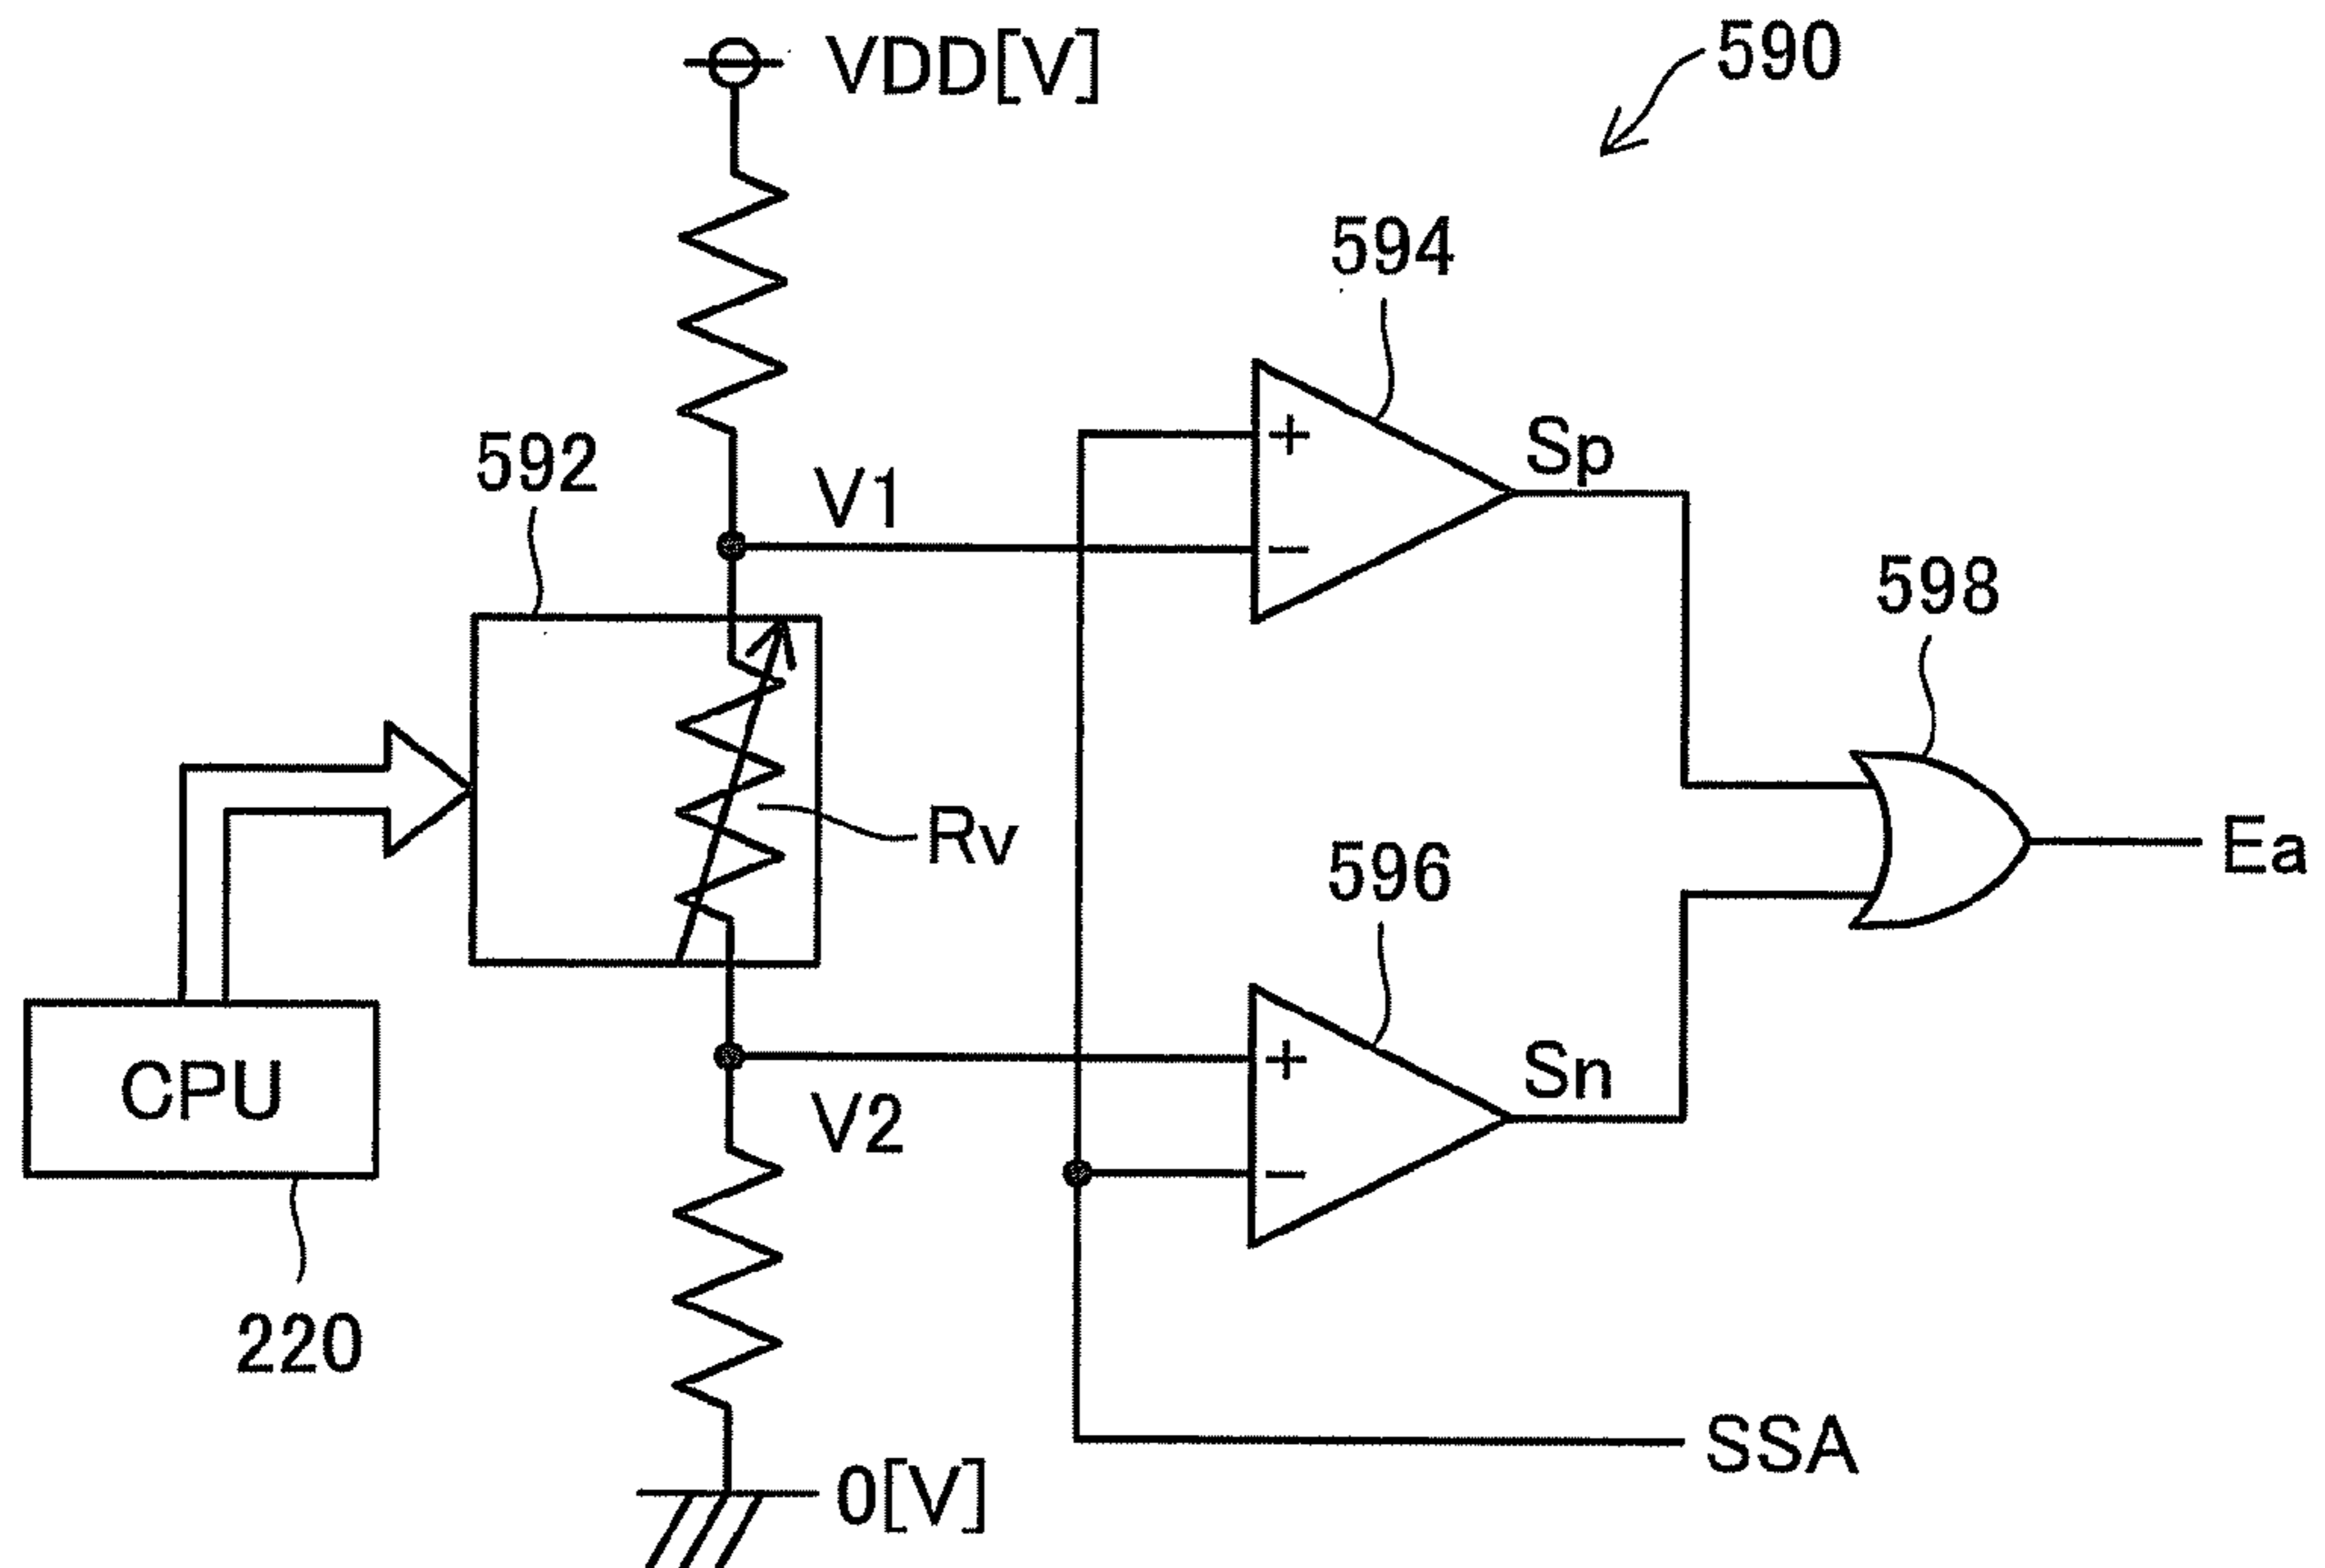 VDD[V]
590
594
Sp
592
V1
+
−
598
Rv
596
Ea
CPU
V2
+
−
Sn
220
SSA
0[V]